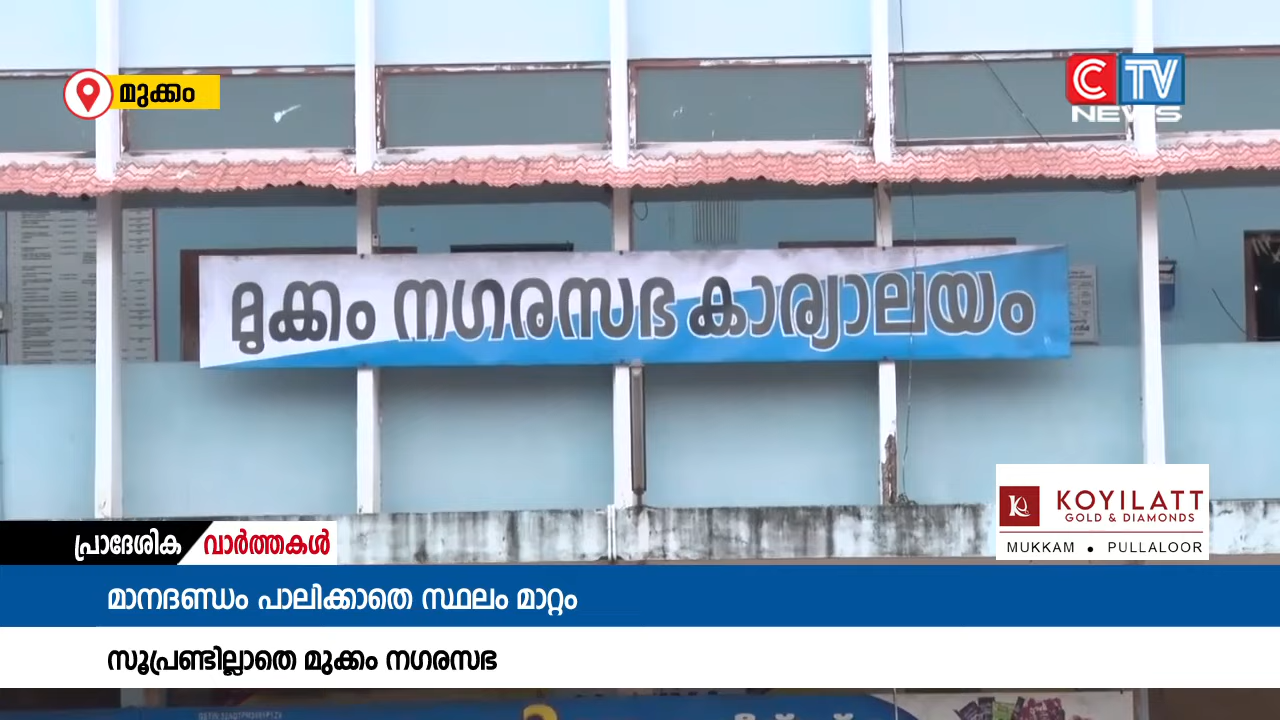 മുക്കം
CTV
NEWS
മുക്കം നഗരസഭ കാര്യാലയം
KOYILATT
GOLD & DIAMONDS
MUKKAM • PULLALOOR
പ്രാദേശിക വാർത്തകൾ
മാനദണ്ഡം പാലിക്കാതെ സ്ഥലം മാറ്റം
സൂപ്രണ്ടില്ലാതെ മുക്കം നഗരസഭ